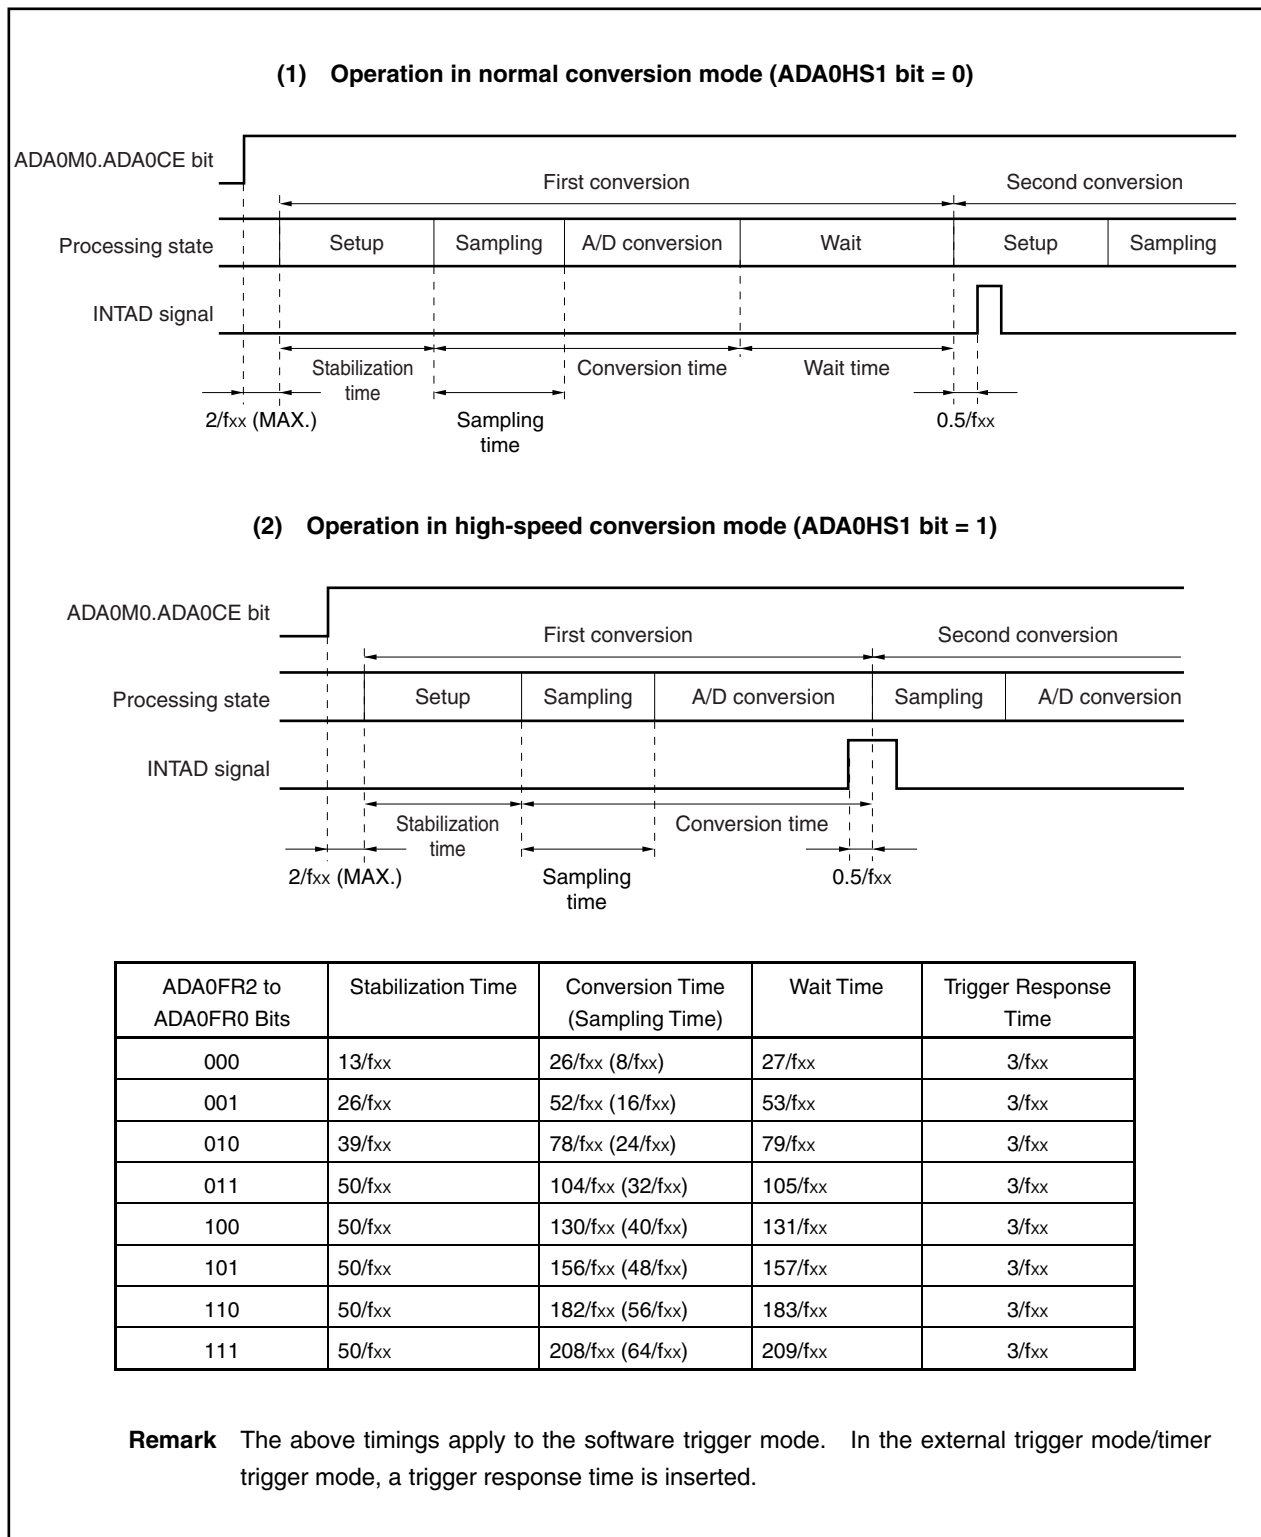 (1) Operation in normal conversion mode (ADA0HS1 bit = 0)
ADA0M0.ADA0CE bit
First conversion
Second conversion
Processing state
Setup
Sampling
A/D conversion
Wait
Setup
Sampling
INTAD signal
Stabilization
time
Conversion time
Wait time
2/fxx (MAX.)
Sampling
time
0.5/fxx
(2) Operation in high-speed conversion mode (ADA0HS1 bit = 1)
ADA0M0.ADA0CE bit
First conversion
Second conversion
Processing state
Setup
Sampling
A/D conversion
Sampling
A/D conversion
INTAD signal
Stabilization
time
Conversion time
2/fxx (MAX.)
Sampling
time
0.5/fxx
ADA0FR2 to
ADA0FR0 Bits
Stabilization Time
Conversion Time
(Sampling Time)
Wait Time
Trigger Response
Time
000 13/fxx 26/fxx (8/fxx) 27/fxx 3/fxx
001 26/fxx 52/fxx (16/fxx) 53/fxx 3/fxx
010 39/fxx 78/fxx (24/fxx) 79/fxx 3/fxx
011 50/fxx 104/fxx (32/fxx) 105/fxx 3/fxx
100 50/fxx 130/fxx (40/fxx) 131/fxx 3/fxx
101 50/fxx 156/fxx (48/fxx) 157/fxx 3/fxx
110 50/fxx 182/fxx (56/fxx) 183/fxx 3/fxx
111 50/fxx 208/fxx (64/fxx) 209/fxx 3/fxx
Remark The above timings apply to the software trigger mode. In the external trigger mode/timer
trigger mode, a trigger response time is inserted.